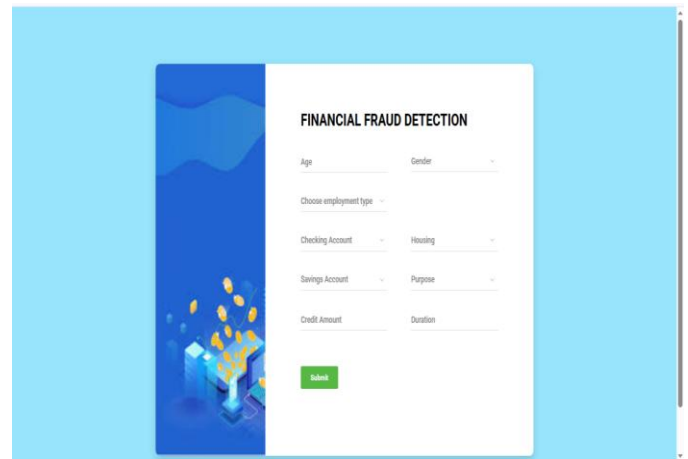 FINANCIAL FRAUD DETECTION
Age Gender
Choose employment type
Checking Account Housing
Savings Account Purpose
Credit Amount Duration
Submit